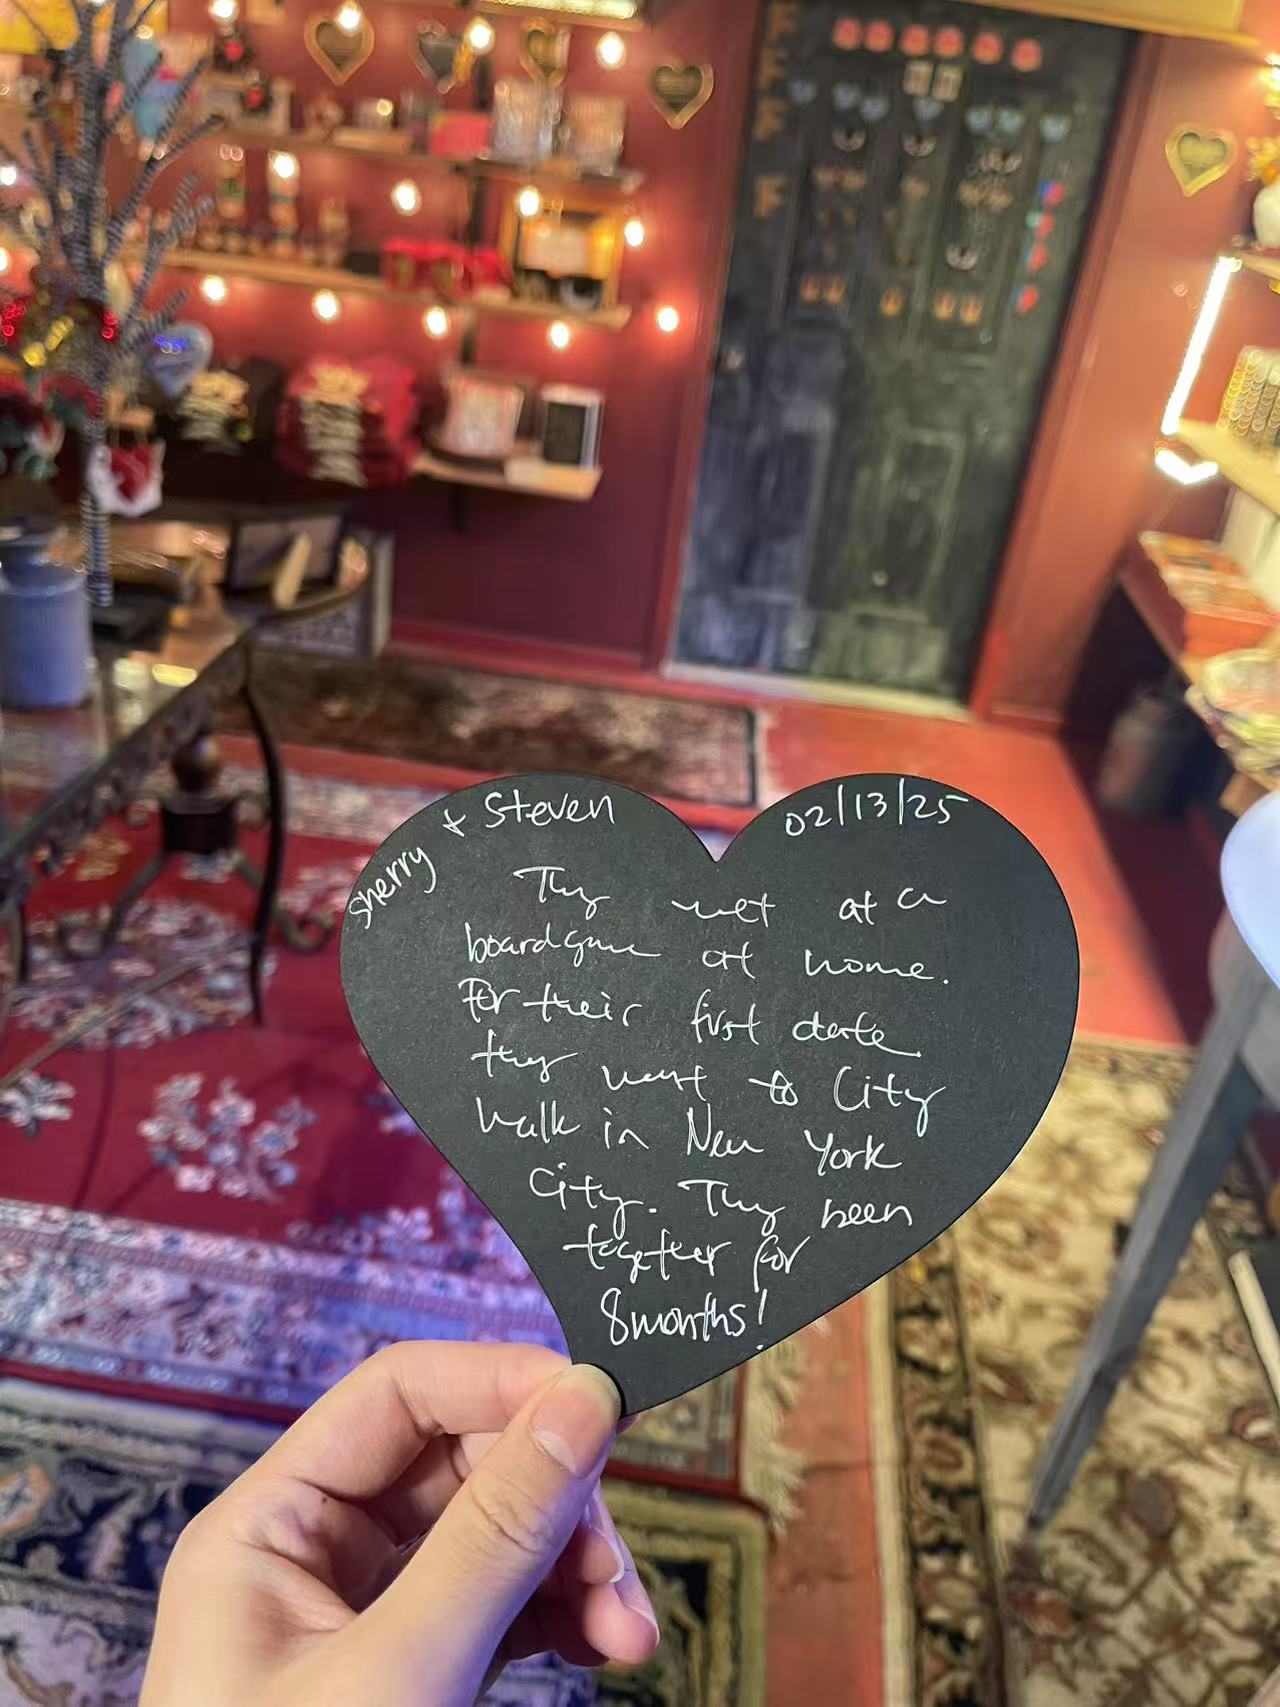 Sherry + Steven
02/13/25
They met at a
boardgame at home.
For their first date
they went to City
walk in New York
City. They been
together for
8months!